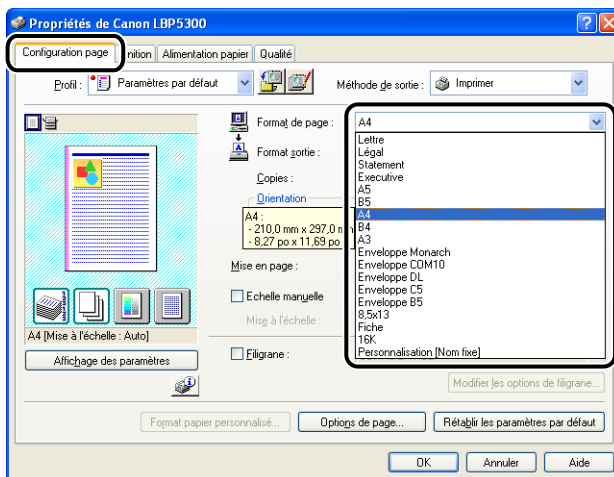 Propriétés de Canon LBP5300
Configuration page
nition
Alimentation papier
Qualité
Profil :
Paramètres par défaut
Méthode de sortie :
Imprimer
Format de page :
A4
Format sortie :
Copies :
Orientation
Lettre
Légal
Statement
Executive
A5
B5
A4
B4
A3
Enveloppe Monarch
Enveloppe COM10
Enveloppe DL
Enveloppe C5
Enveloppe B5
8,5x13
Fiche
16K
Personnalisation [Nom fixe]
A4 :
- 210,0 mm x 297,0 m
- 8,27 po x 11,69 po
Mise en page :
Echelle manuelle
Mise à l'échelle :
A4 [Mise à l'échelle : Auto]
Affichage des paramètres
Filigrane :
Modifier les options de filigrane...
Format papier personnalisé...
Options de page...
Rétablir les paramètres par défaut
OK
Annuler
Aide